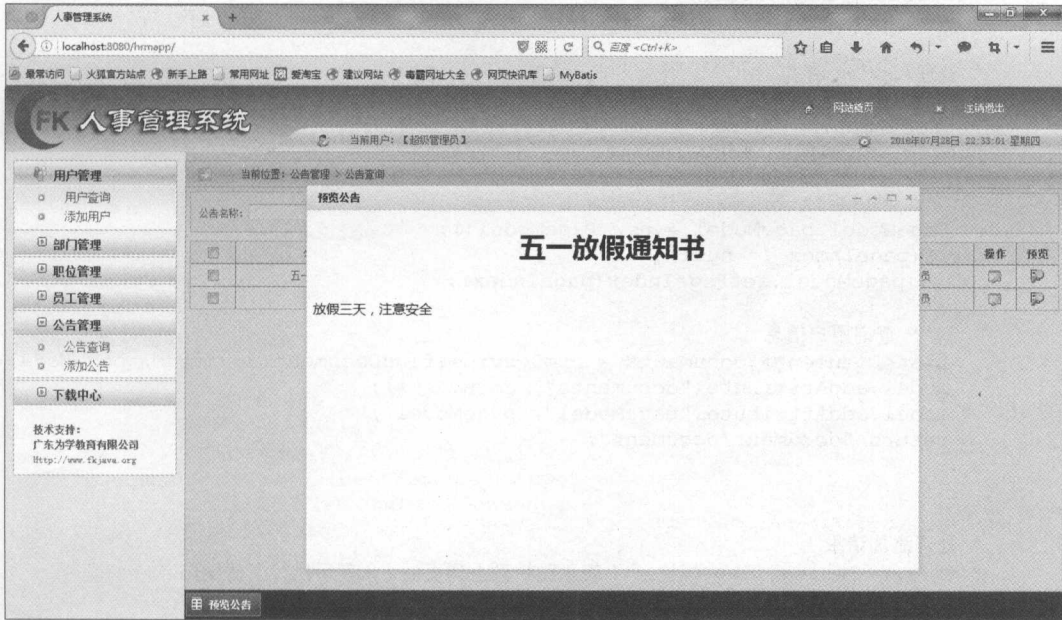 人事管理系统
localhost:8080/hrmapp/
百度 <Ctrl+K>
最常访问 火狐官方站点 新手上路 常用网址 爱淘宝 建议网站 毒霸网址大全 网页快讯库 MyBatis
FK 人事管理系统
网站首页 注销退出
当前用户:【超级管理员】
2016年07月28日 22:33:01 星期四
用户管理
用户查询
添加用户
部门管理
职位管理
员工管理
公告管理
公告查询
添加公告
下载中心
技术支持:
广东为学教育有限公司
Http://www.fkjava.org
当前位置:公告管理 > 公告查询
公告名称:
操作 预览
五一
员
员
预览公告
五一放假通知书
放假三天,注意安全
预览公告